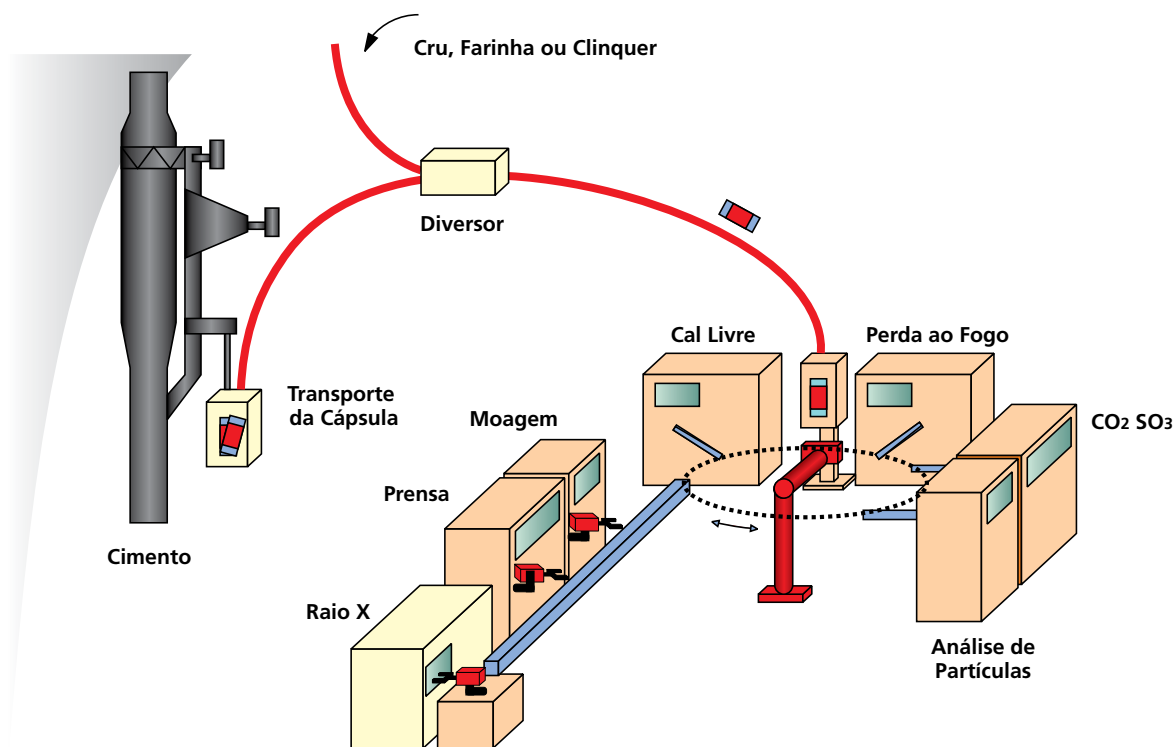 Cru, Farinha ou Clinquer
Diversor
Cal Livre
Perda ao Fogo
Transporte
da Cápsula
Moagem
CO2 SO3
Prensa
Cimento
Raio X
Análise de
Partículas